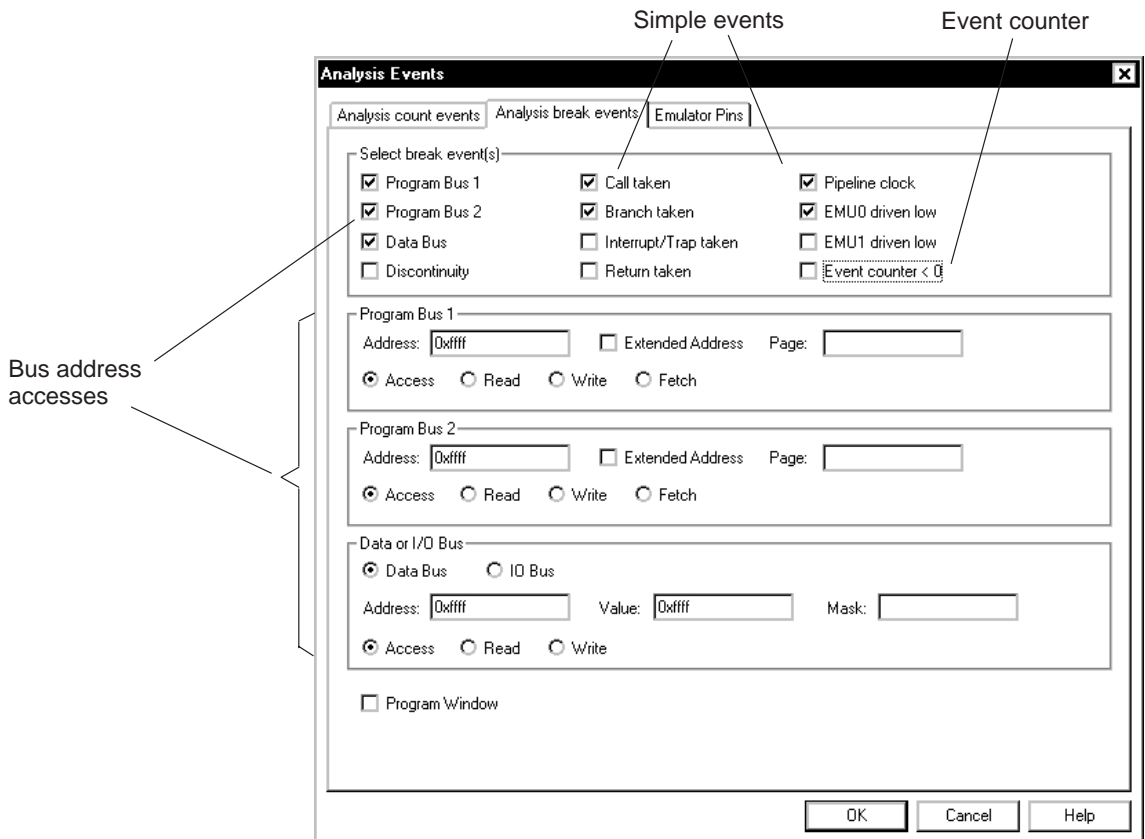 Simple events
Event counter
Analysis Events
Analysis count events
Analysis break events
Emulator Pins
Select break event(s)
Program Bus 1
Call taken
Pipeline clock
Program Bus 2
Branch taken
EMU0 driven low
Data Bus
Interrupt/Trap taken
EMU1 driven low
Discontinuity
Return taken
Event counter < 0
Bus address
accesses
Program Bus 1
Address: 0xffff Extended Address Page:
Access Read Write Fetch
Program Bus 2
Address: 0xffff Extended Address Page:
Access Read Write Fetch
Data or I/O Bus
Data Bus IO Bus
Address: 0xffff Value: 0xffff Mask:
Access Read Write
Program Window
OK Cancel Help